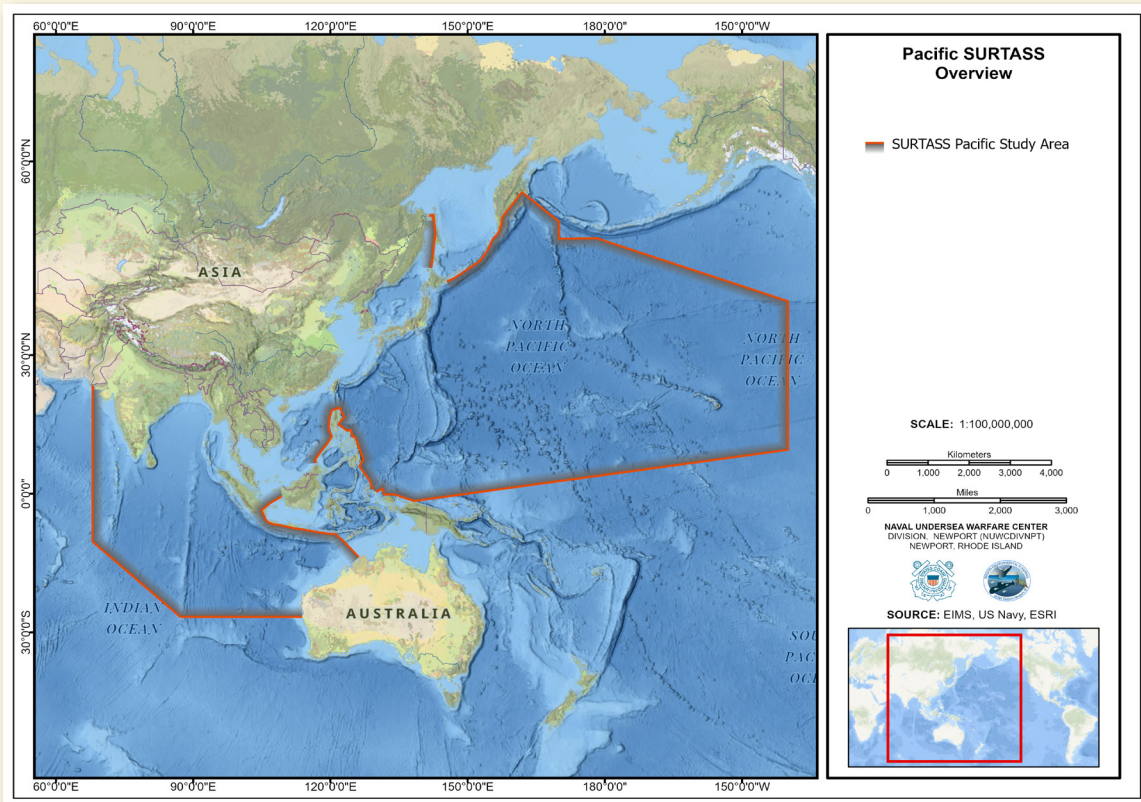 60°0'0"E
90°0'0"E
120°0'0"E
150°0'0"E
180°0'0"
150°0'0"W
60°0'0"N
30°0'0"N
0°0'0"
30°0'0"S
ASIA
NORTH
PACIFIC
OCEAN
NORTH
PACIFIC
OCEAN
INDIAN
OCEAN
AUSTRALIA
SOU
PAC
OC
60°0'0"E
90°0'0"E
120°0'0"E
150°0'0"E
180°0'0"
150°0'0"W
Pacific SURTASS
Overview
SURTASS Pacific Study Area
SCALE: 1:100,000,000
Kilometers
0 1,000 2,000 3,000 4,000
Miles
0 1,000 2,000 3,000
NAVAL UNDERSEA WARFARE CENTER
DIVISION, NEWPORT (NUWCDIVNPT)
NEWPORT, RHODE ISLAND
SOURCE: EIMS, US Navy, ESRI